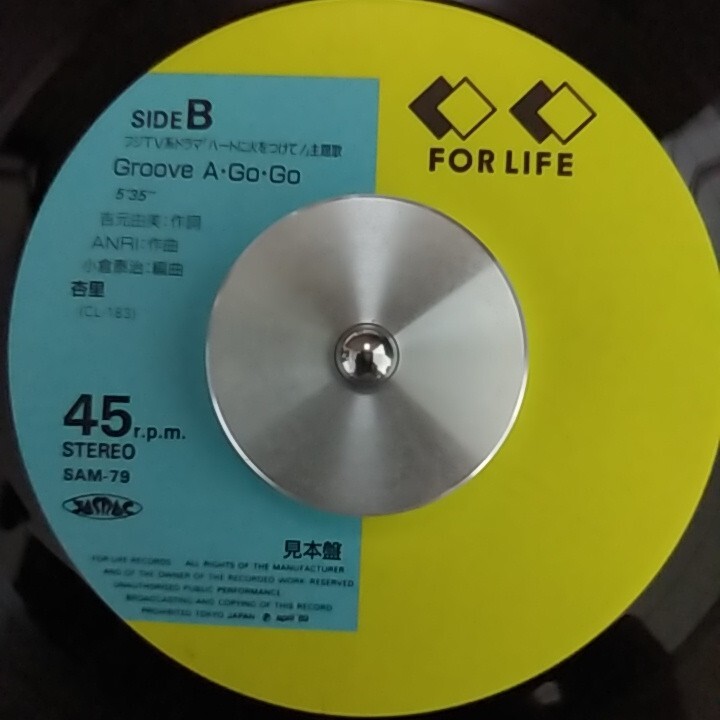 SIDE B
フジTV系ドラマ「ハートに火をつけて!」主題歌
Groove A・Go・Go
5'35"
吉元由美:作詞
ANRI:作曲
小倉泰治:編曲
杏里
(CL-183)
FOR LIFE
45 r.p.m.
STEREO
SAM-79
JASRAC
見本盤
FOR LIFE RECORDS ALL RIGHTS OF THE MANUFACTURER
AND OF THE OWNER OF THE RECORDED WORK RESERVED
UNAUTHORISED PUBLIC PERFORMANCE
BROADCASTING AND COPYING OF THIS RECORD
PROHIBITED TOKYO JAPAN Ⓟ april 89